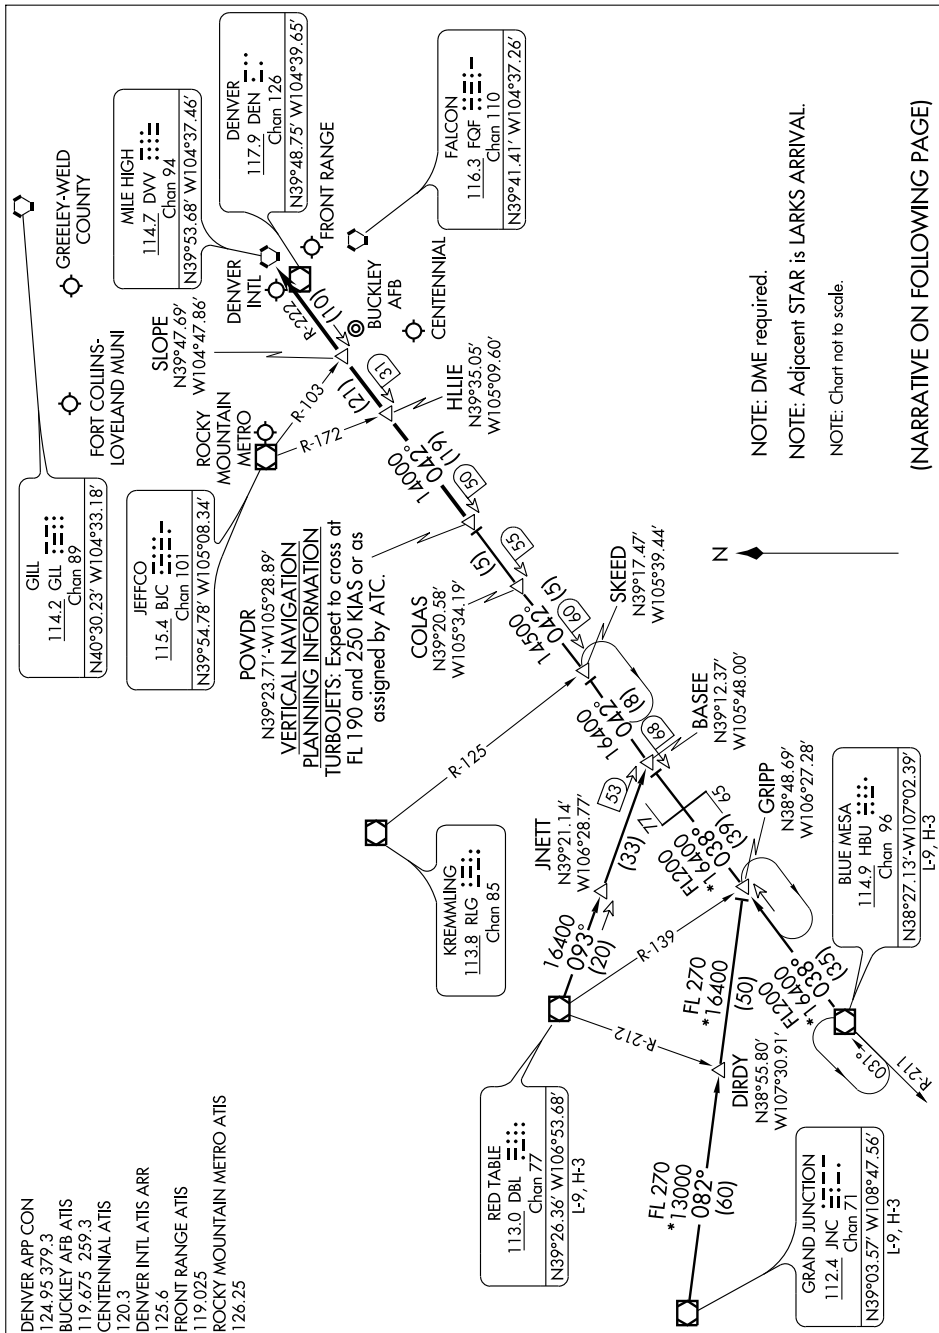 GREELEY-WELD
COUNTY
FORT COLLINS-
LOVELAND MUNI
MILE HIGH
114.7 DVV
Chan 94
N39°53.68' W104°37.46'
DENVER
117.9 DEN
Chan 126
N39°48.75' W104°39.65'
FALCON
116.3 FQF
Chan 110
N39°41.41' W104°37.26'
GILL
114.2 GLL
Chan 89
N40°30.23' W104°33.18'
JEFFCO
115.4 BJC
Chan 101
N39°54.78' W105°08.34'
ROCKY
MOUNTAIN
METRO
SLOPE
N39°47.69'
W104°47.86'
DENVER
INTL
FRONT RANGE
BUCKLEY
AFB
CENTENNIAL
R-222
(10)
R-103
R-172
(21)
31
HLLIE
N39°35.05'
W105°09.60'
14000
042°
(19)
50
POWDR
N39°23.71'-W105°28.89'
VERTICAL NAVIGATION
PLANNING INFORMATION
TURBOJETS: Expect to cross at
FL 190 and 250 KIAS or as
assigned by ATC.
(5)
55
COLAS
N39°20.58'
W105°34.19'
14500
042°
(5)
60
SKEED
N39°17.47'
W105°39.44'
R-125
16400
042°
(8)
68
BASEE
N39°12.37'
W105°48.00'
KREMMLING
113.8 RLG
Chan 85
JNETT
N39°21.14'
W106°28.77'
53
(33)
77
65
16400
093°
(20)
FL200
*16400
038°
(39)
GRIPP
N38°48.69'
W106°27.28'
R-139
R-212
RED TABLE
113.0 DBL
Chan 77
N39°26.36' W106°53.68'
L-9, H-3
BLUE MESA
114.9 HBU
Chan 96
N38°27.13'-W107°02.39'
L-9, H-3
FL 270
*16400
(50)
FL200
*16400
038°
(35)
031°
R-211
DIRDY
N38°55.80'
W107°30.91'
FL 270
*13000
082°
(60)
GRAND JUNCTION
112.4 JNC
Chan 71
N39°03.57' W108°47.56'
L-9, H-3
N
NOTE: DME required.
NOTE: Adjacent STAR is LARKS ARRIVAL.
NOTE: Chart not to scale.
(NARRATIVE ON FOLLOWING PAGE)
DENVER APP CON
124.95 379.3
BUCKLEY AFB ATIS
119.675 259.3
CENTENNIAL ATIS
120.3
DENVER INTL ATIS ARR
125.6
FRONT RANGE ATIS
119.025
ROCKY MOUNTAIN METRO ATIS
126.25